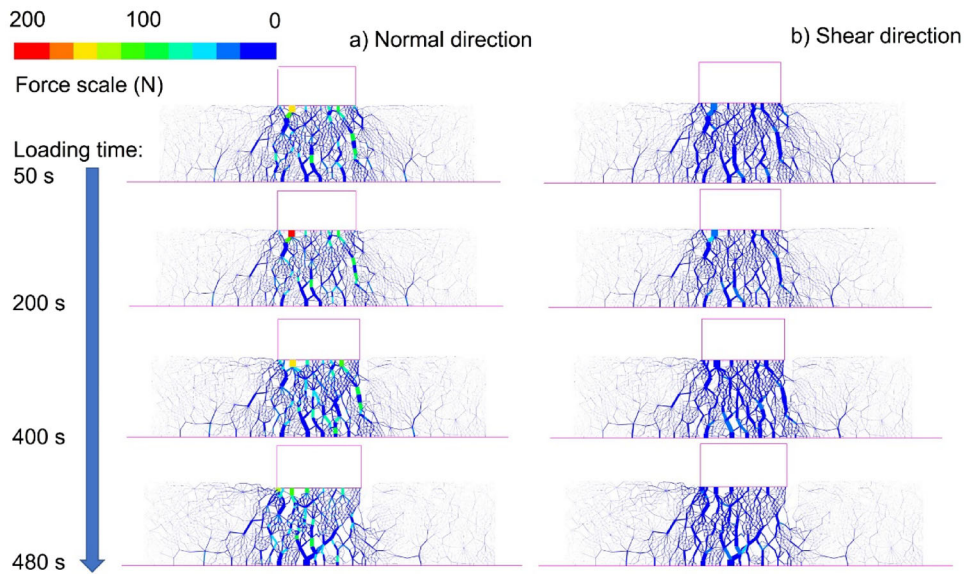 200 100 0
a) Normal direction
b) Shear direction
Force scale (N)
Loading time:
50 s
200 s
400 s
480 s